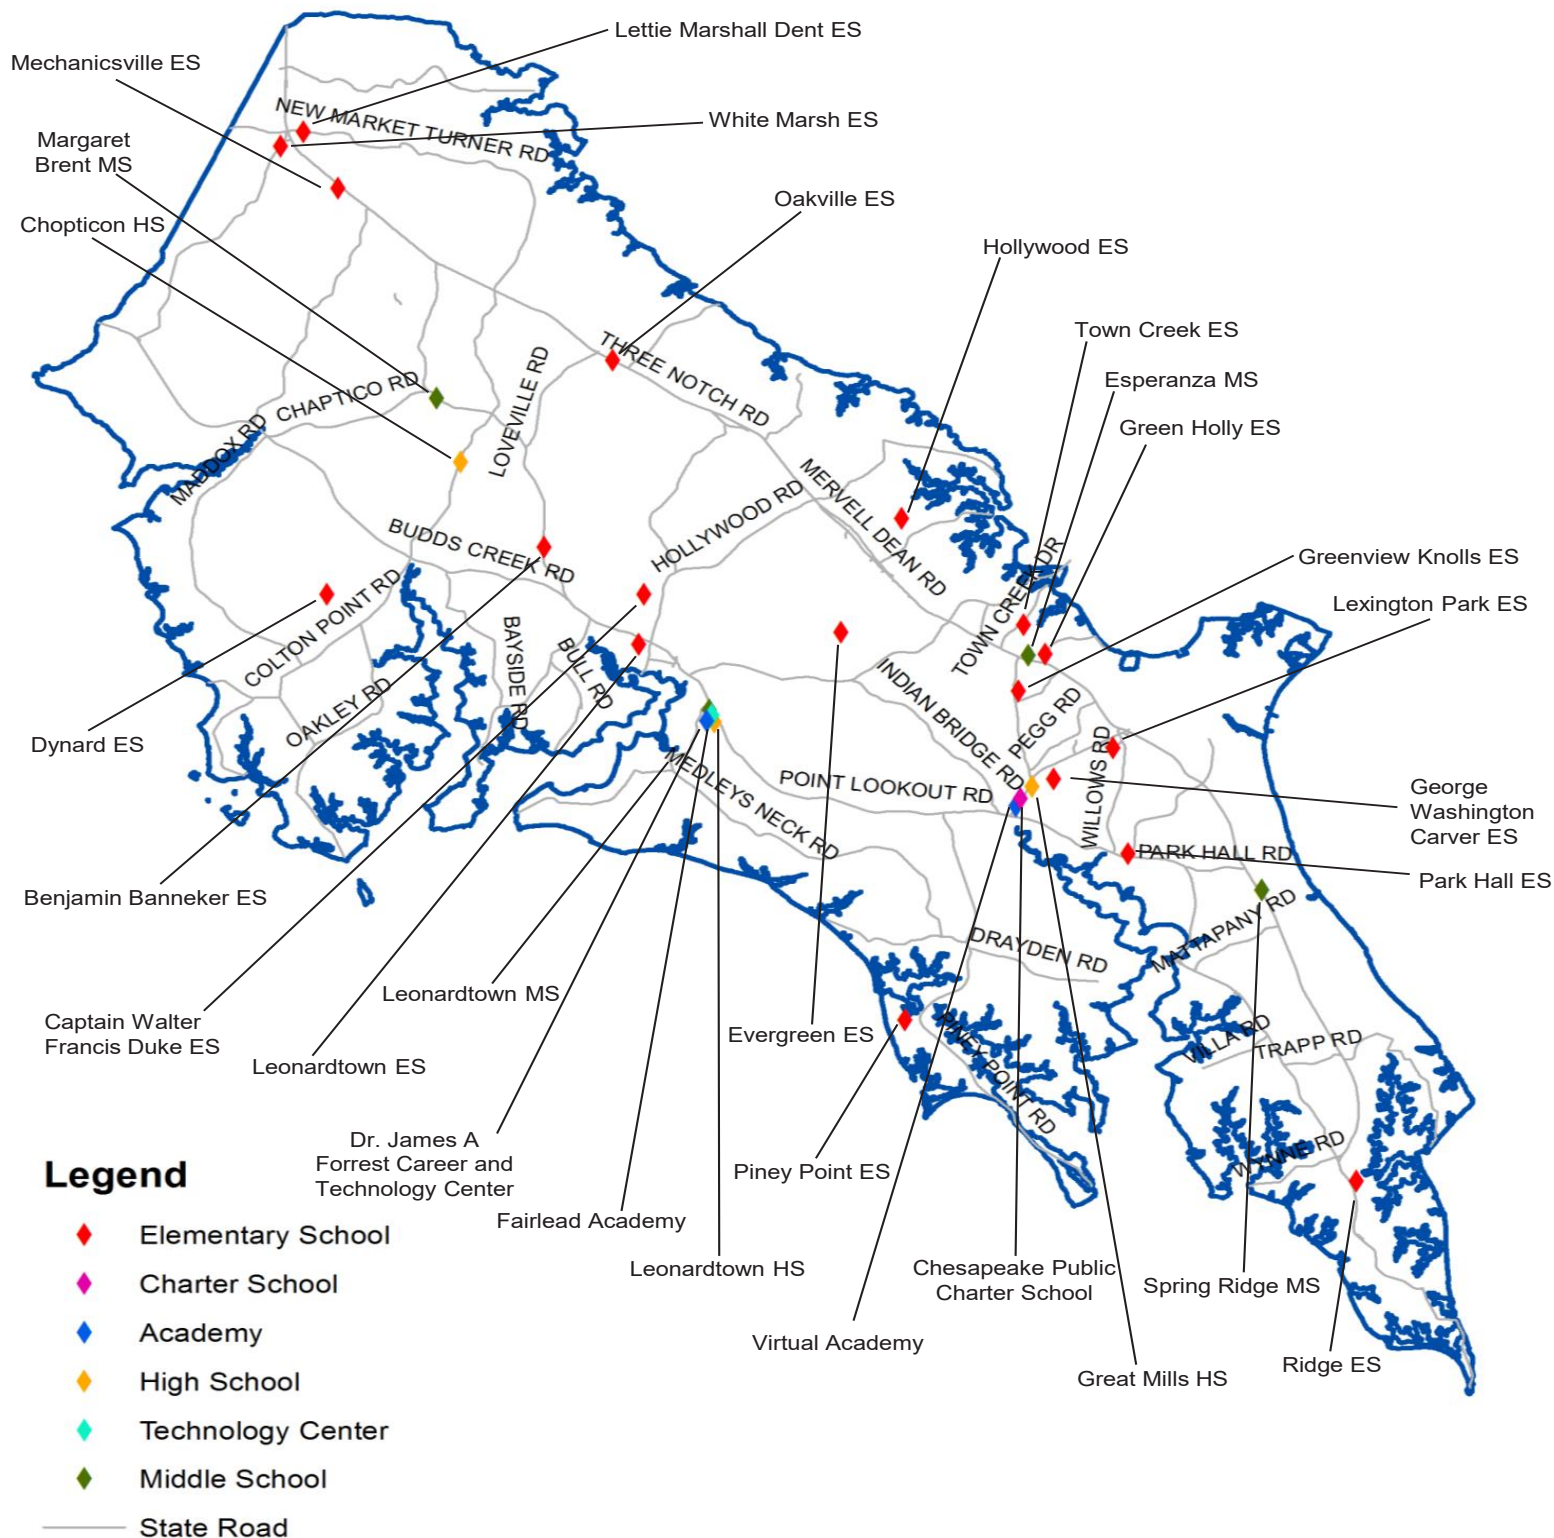 Lettie Marshall Dent ES
Mechanicsville ES
White Marsh ES
NEW MARKET TURNER RD
Margaret
Brent MS
Oakville ES
Chopticon HS
Hollywood ES
Town Creek ES
THREE NOTCH RD
Esperanza MS
LOVEVILLE RD
CHAPTICO RD
Green Holly ES
MADDOX RD
MERVELL DEAN RD
HOLLYWOOD RD
BUDDS CREEK RD
Greenview Knolls ES
TOWN CREEK DR
Lexington Park ES
COLTON POINT RD
BAYSIDE RD
BULL RD
INDIAN BRIDGE RD
PEGG RD
OAKLEY RD
Dynard ES
WILLOWS RD
MEDLEYS NECK RD
POINT LOOKOUT RD
George
Washington
Carver ES
PARK HALL RD
Park Hall ES
Benjamin Banneker ES
MATTAPANY RD
DRAYDEN RD
Leonardtown MS
Captain Walter
Francis Duke ES
Evergreen ES
PINEY POINT RD
VILLA RD
TRAPP RD
Leonardtown ES
Dr. James A
Forrest Career and
Technology Center
WYNNE RD
Piney Point ES
Fairlead Academy
Leonardtown HS
Chesapeake Public
Charter School
Spring Ridge MS
Virtual Academy
Ridge ES
Great Mills HS
Legend
Elementary School
Charter School
Academy
High School
Technology Center
Middle School
State Road